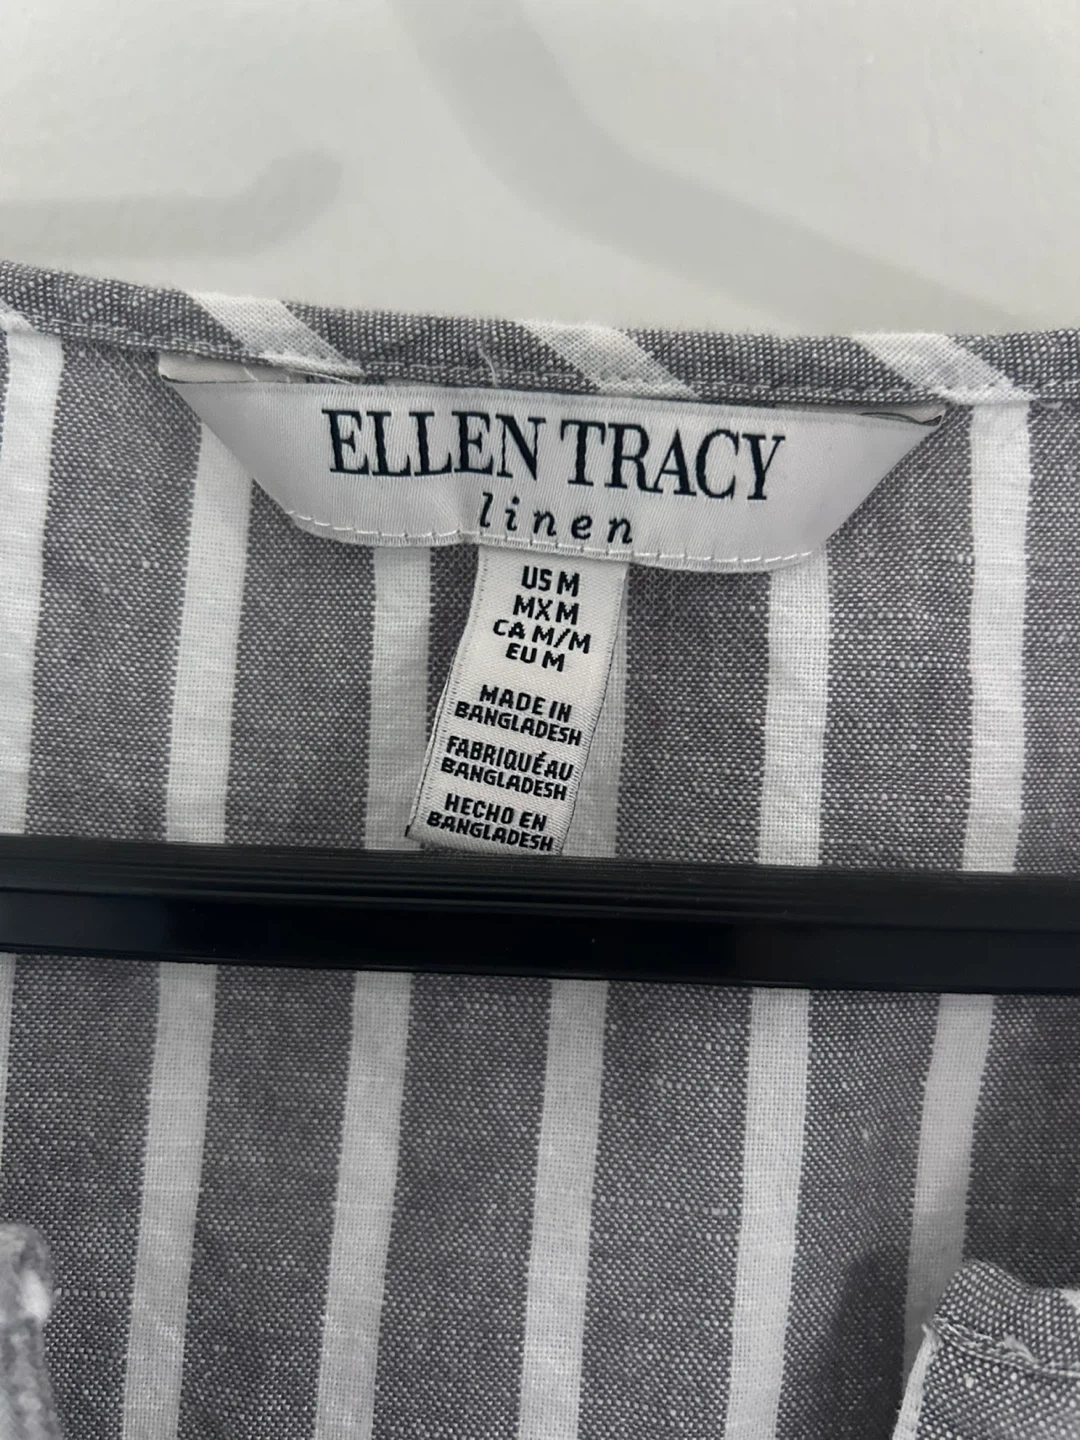 ELLEN TRACY
linen
US M
MX M
CA M/M
EU M
MADE IN
BANGLADESH
FABRIQUÉ AU
BANGLADESH
HECHO EN
BANGLADESH